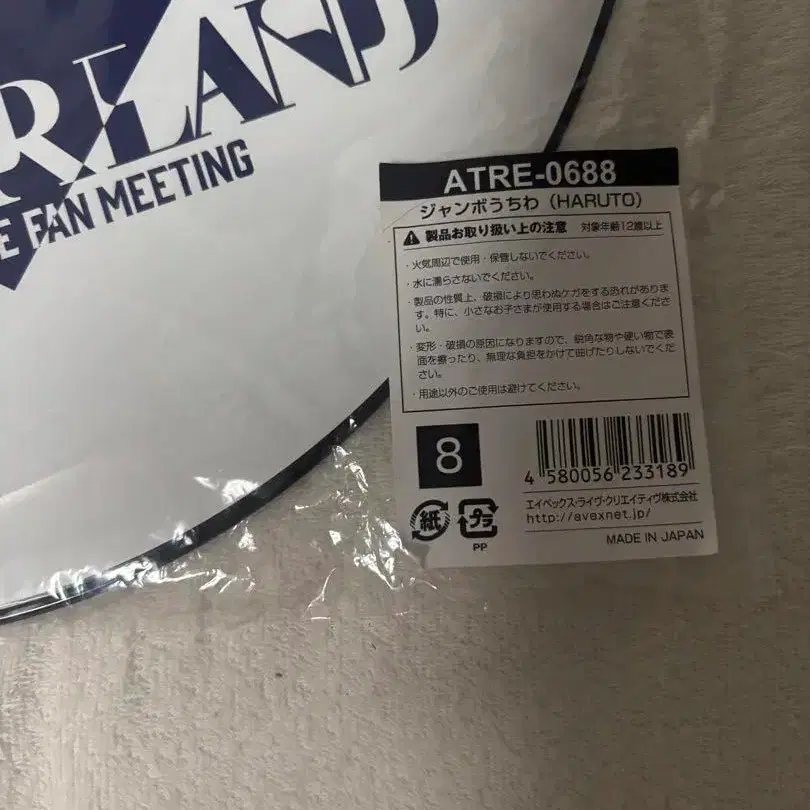 RLAND
E FAN MEETING
ATRE-0688
ジャンボうちわ（HARUTO）
製品お取り扱い上の注意 対象年齢12歳以上
・火気周辺で使用・保管しないでください。
・水に濡らさないでください。
・製品の性質上、破損により思わぬケガをする恐れがありま
す。特に、小さなお子さまが使用する場合はご注意くださ
い。
・変形・破損の原因になりますので、鋭角な物や硬い物で表
面を擦ったり、無理な負担をかけて曲げたりしないでくだ
さい。
・用途以外のご使用は避けてください。
8
4 580056 233189
紙 プラ
PP
エイベックス・ライヴ・クリエイティヴ株式会社
http://avexnet.jp/
MADE IN JAPAN